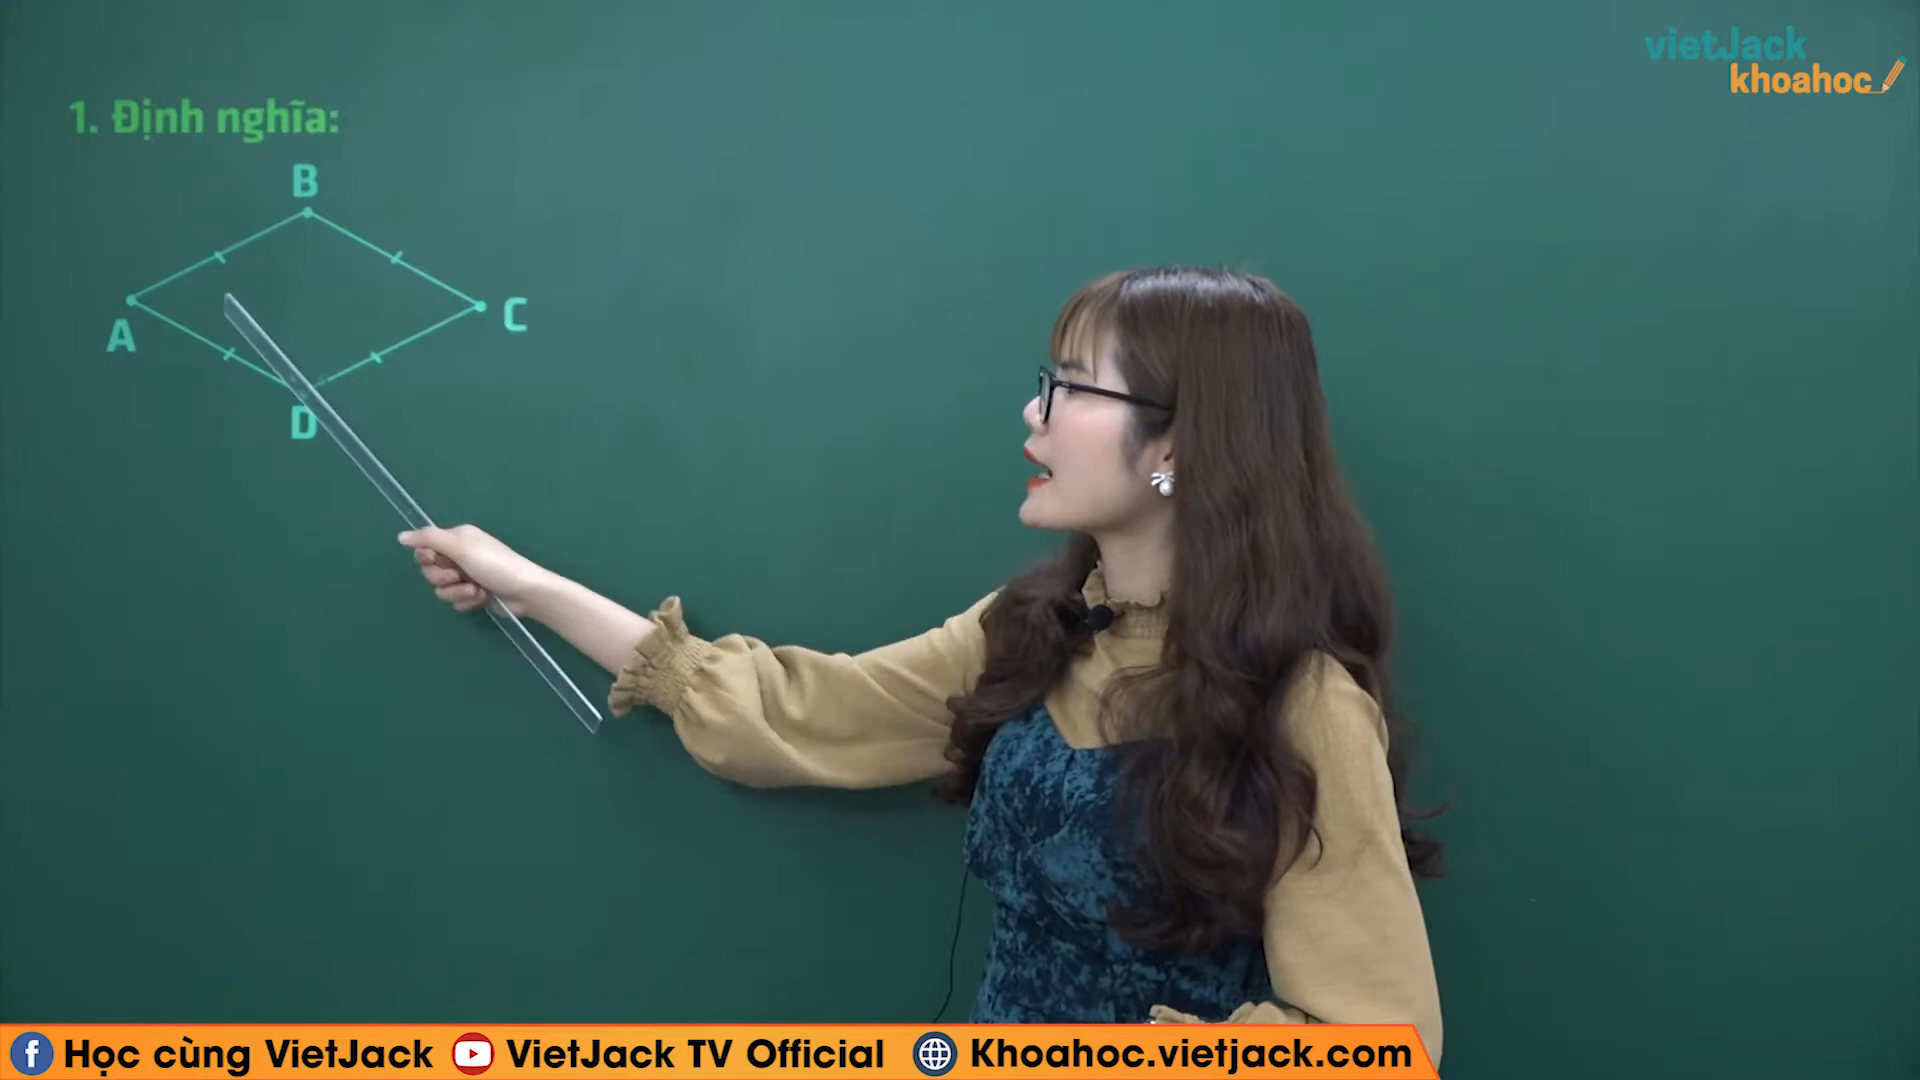 vietJack
khoahoc
1. Định nghĩa:
B
A
C
D
Học cùng VietJack VietJack TV Official Khoahoc.vietjack.com